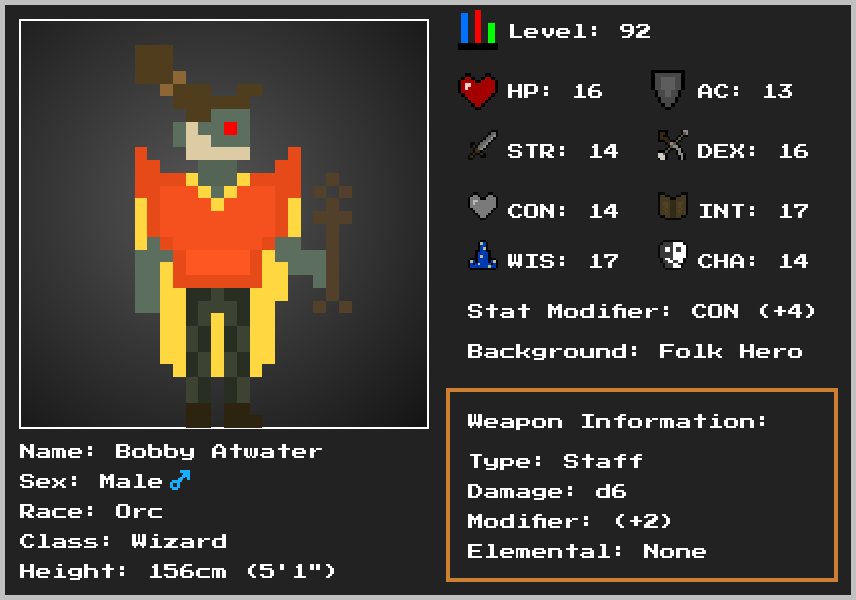 Level: 92
HP: 16
AC: 13
STR: 14
DEX: 16
CON: 14
INT: 17
WIS: 17
CHA: 14
Stat Modifier: CON (+4)
Background: Folk Hero
Weapon Information:
Type: Staff
Damage: d6
Modifier: (+2)
Elemental: None
Name: Bobby Atwater
Sex: Male ♂
Race: Orc
Class: Wizard
Height: 156cm (5'1")